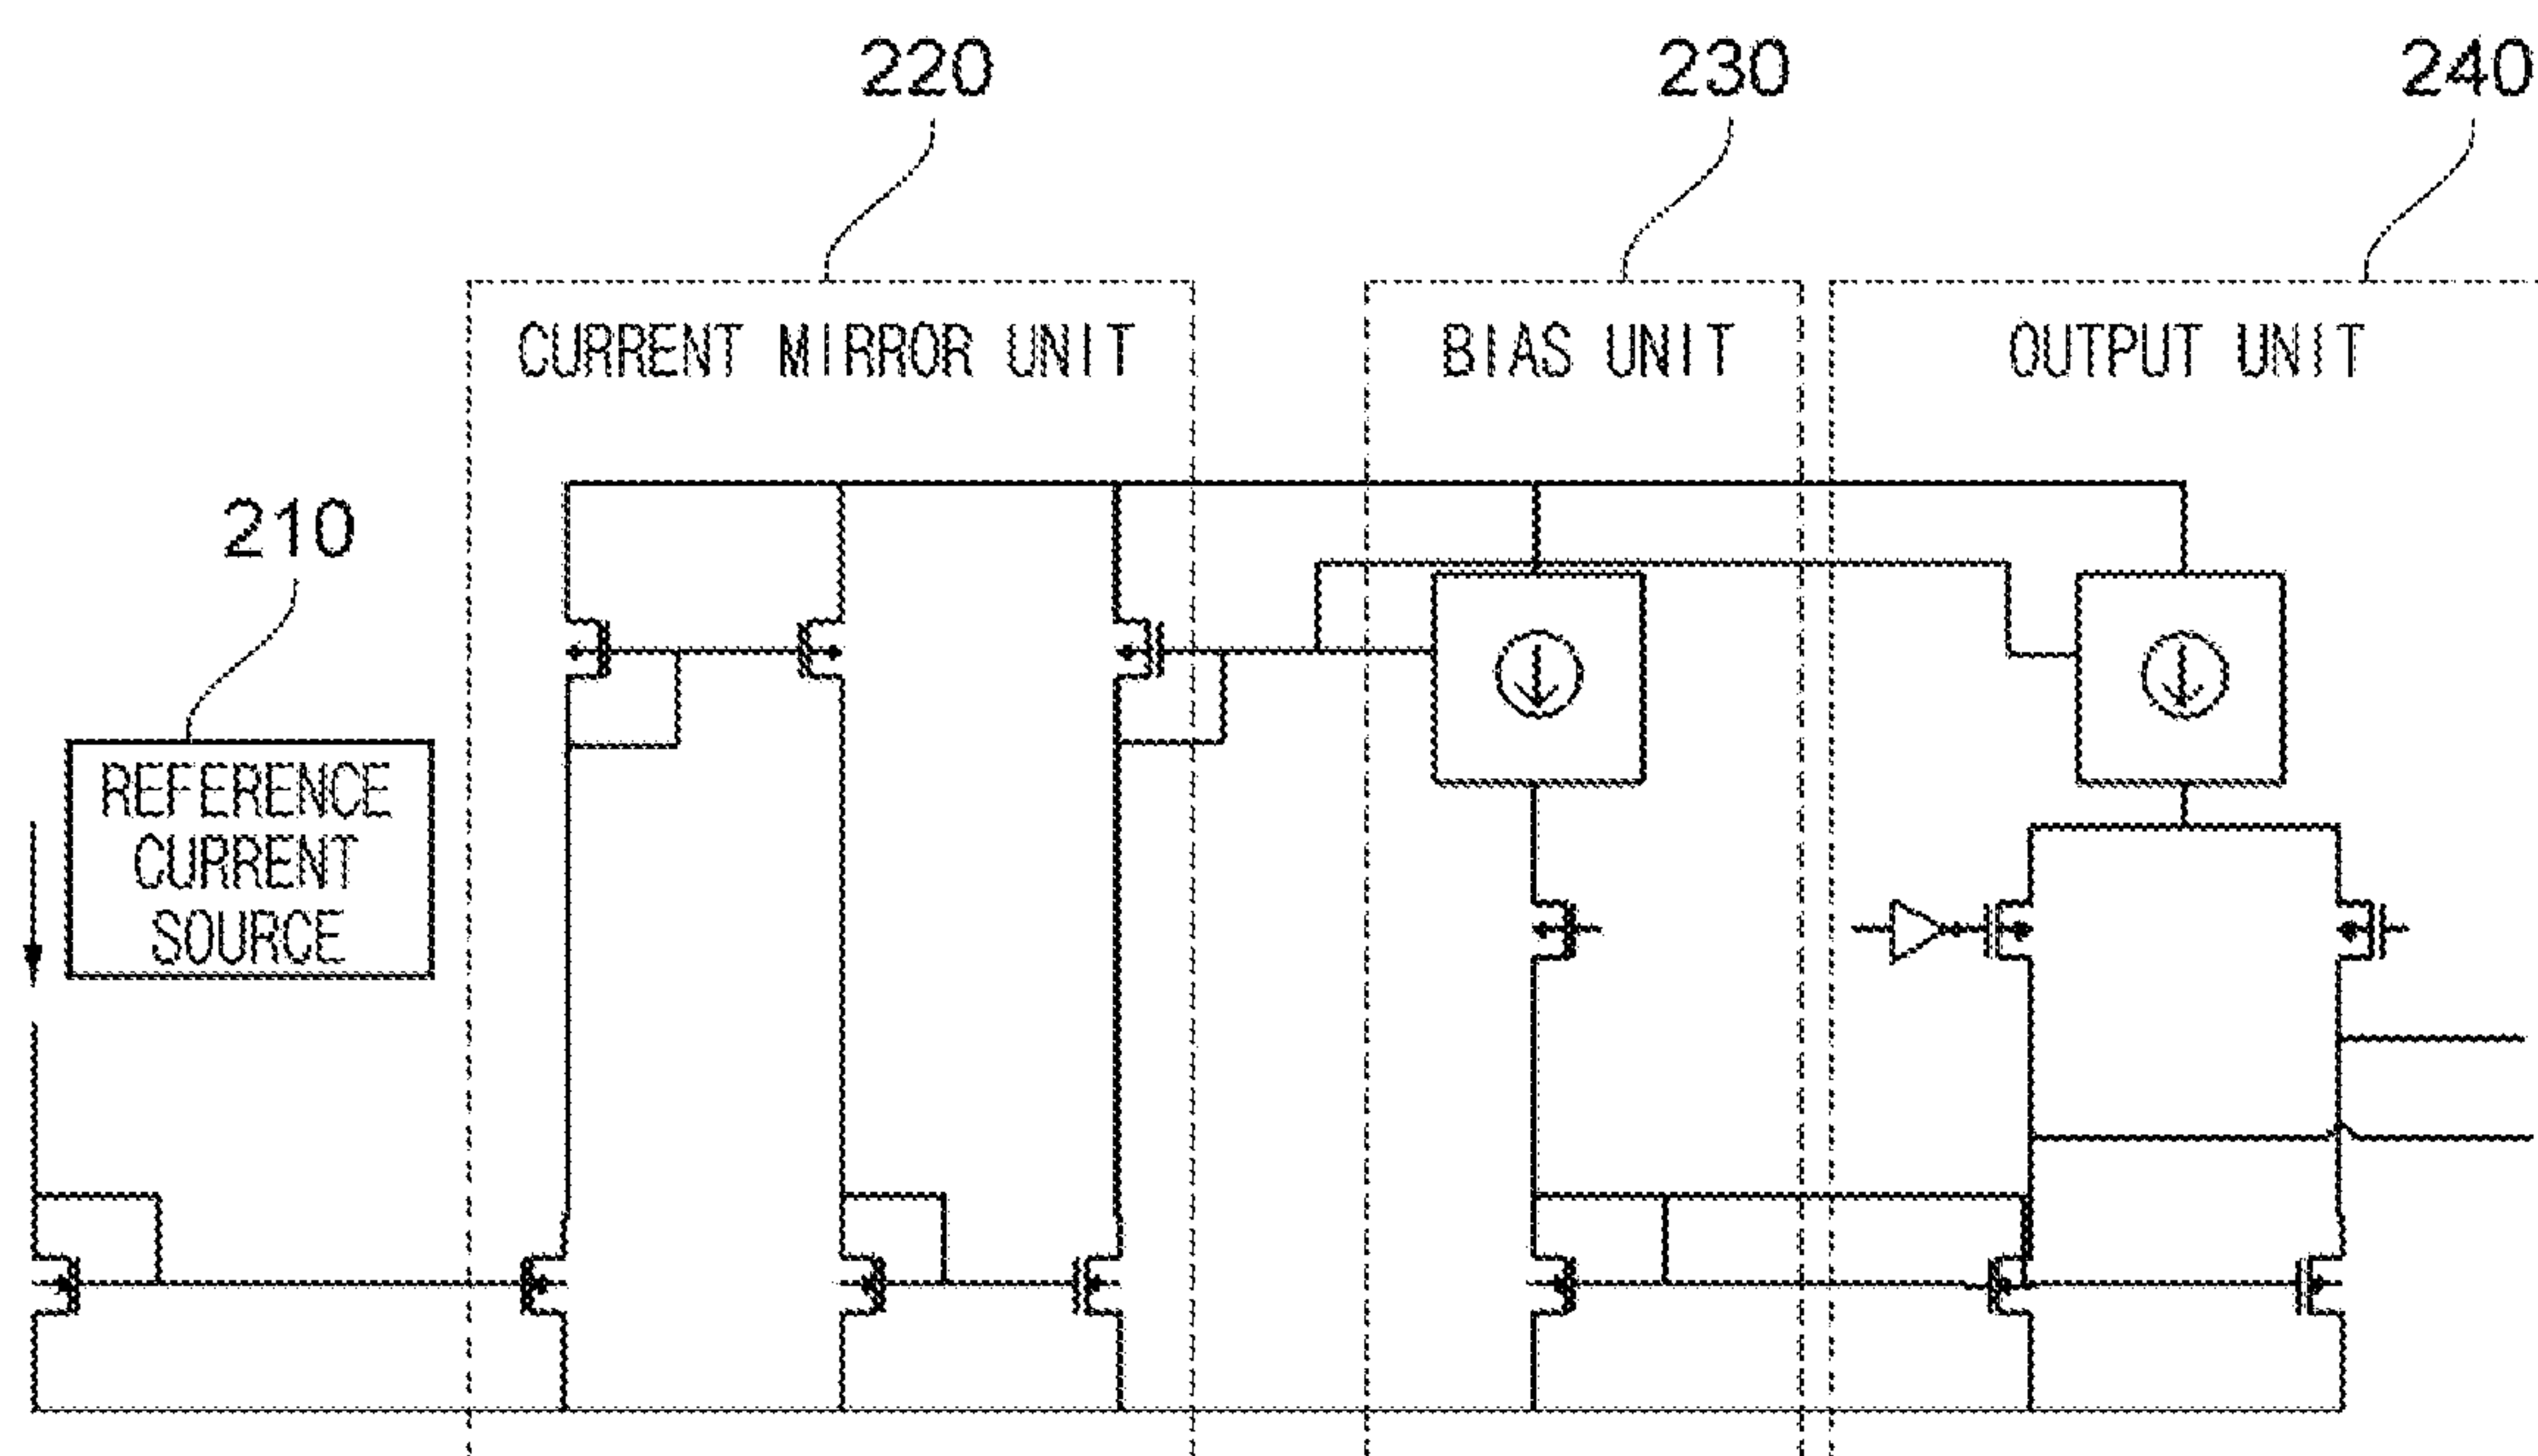 220
230
240
CURRENT MIRROR UNIT
BIAS UNIT
OUTPUT UNIT
210
REFERENCE
CURRENT
SOURCE